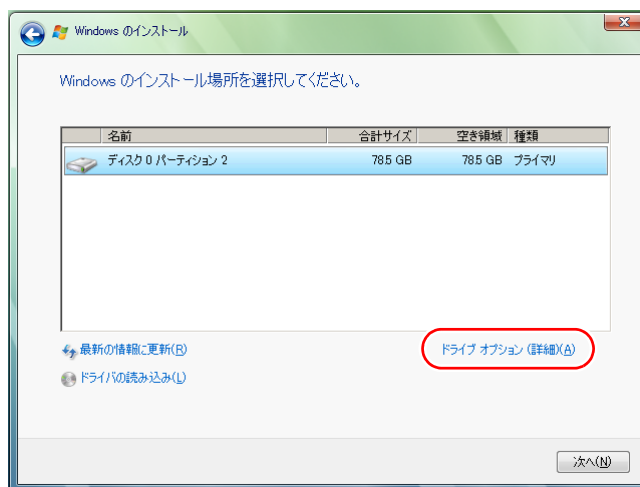 Windows のインストール
Windows のインストール場所を選択してください。
名前 合計サイズ 空き領域 種類
ディスク 0 パーティション 2 78.5 GB 78.5 GB プライマリ
最新の情報に更新(R) ドライブ オプション (詳細)(A)
ドライバの読み込み(L)
次へ(N)